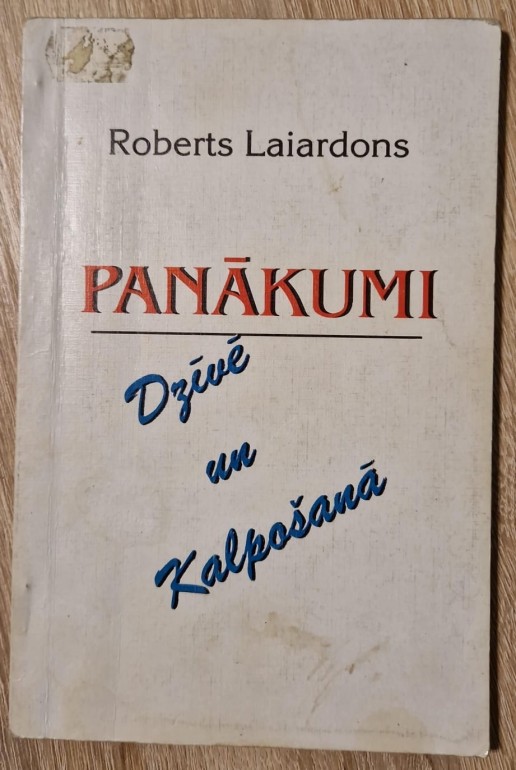 Roberts Laiardons
PANĀKUMI
Dzīvē
un
Kalpošanā